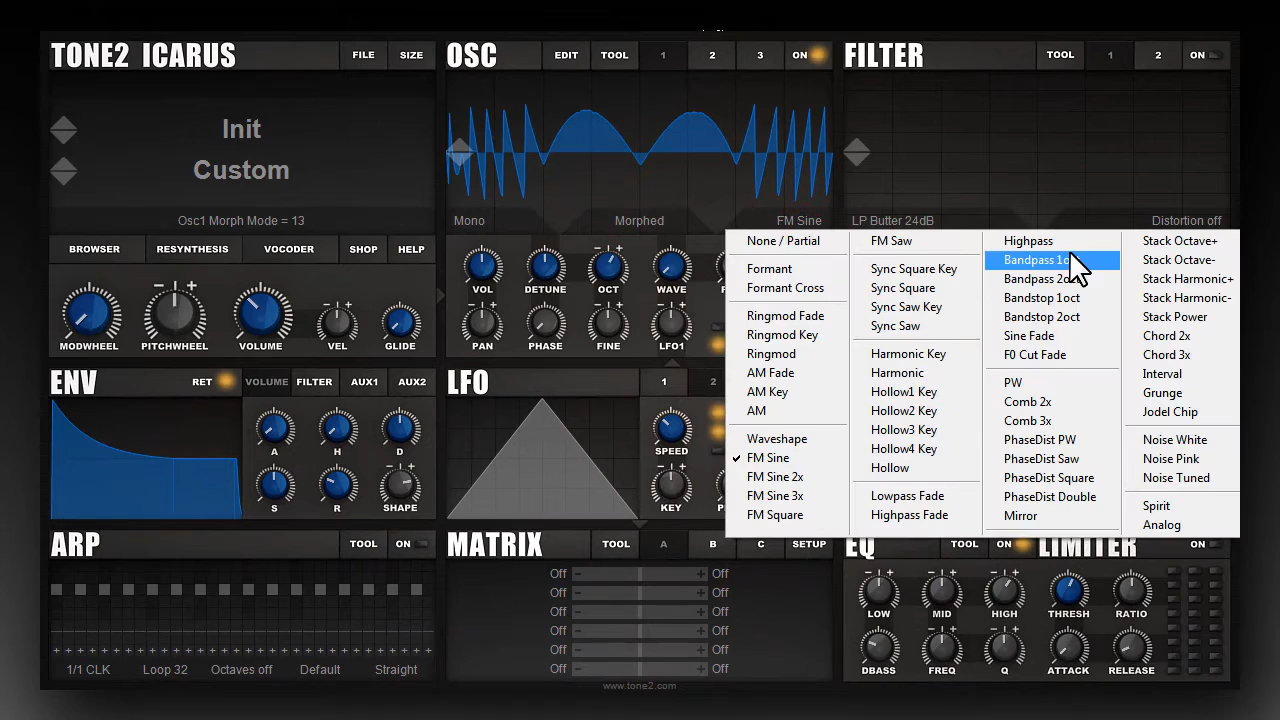 TONE2 ICARUS
FILE
SIZE
Init
Custom
Osc1 Morph Mode = 13
BROWSER
RESYNTHESIS
VOCODER
SHOP
HELP
MODWHEEL
PITCHWHEEL
VOLUME
VEL
GLIDE
OSC
EDIT
TOOL
1
2
3
ON
Mono
Morphed
FM Sine
VOL
DETUNE
OCT
WAVE
PAN
PHASE
FINE
LFO1
FILTER
TOOL
1
2
ON
LP Butter 24dB
Distortion off
None / Partial
Formant
Formant Cross
Ringmod Fade
Ringmod Key
Ringmod
AM Fade
AM Key
AM
Waveshape
FM Sine
FM Sine 2x
FM Sine 3x
FM Square
FM Saw
Sync Square Key
Sync Square
Sync Saw Key
Sync Saw
Harmonic Key
Harmonic
Hollow1 Key
Hollow2 Key
Hollow3 Key
Hollow4 Key
Hollow
Lowpass Fade
Highpass Fade
Highpass
Bandpass 1o
Bandpass 2o
Bandstop 1oct
Bandstop 2oct
Sine Fade
F0 Cut Fade
PW
Comb 2x
Comb 3x
PhaseDist PW
PhaseDist Saw
PhaseDist Square
PhaseDist Double
Mirror
Stack Octave+
Stack Octave-
Stack Harmonic+
Stack Harmonic-
Stack Power
Chord 2x
Chord 3x
Interval
Grunge
Jodel Chip
Noise White
Noise Pink
Noise Tuned
Spirit
Analog
ENV
RET
VOLUME
FILTER
AUX1
AUX2
A
H
D
S
R
SHAPE
LFO
1
2
SPEED
KEY
ARP
TOOL
ON
1/1 CLK
Loop 32
Octaves off
Default
Straight
MATRIX
TOOL
A
B
C
SETUP
Off - + Off
Off - + Off
Off - + Off
Off - + Off
Off - + Off
Off - + Off
EQ
TOOL
ON
LIMITER
ON
LOW
MID
HIGH
THRESH
RATIO
DBASS
FREQ
Q
ATTACK
RELEASE
www.tone2.com